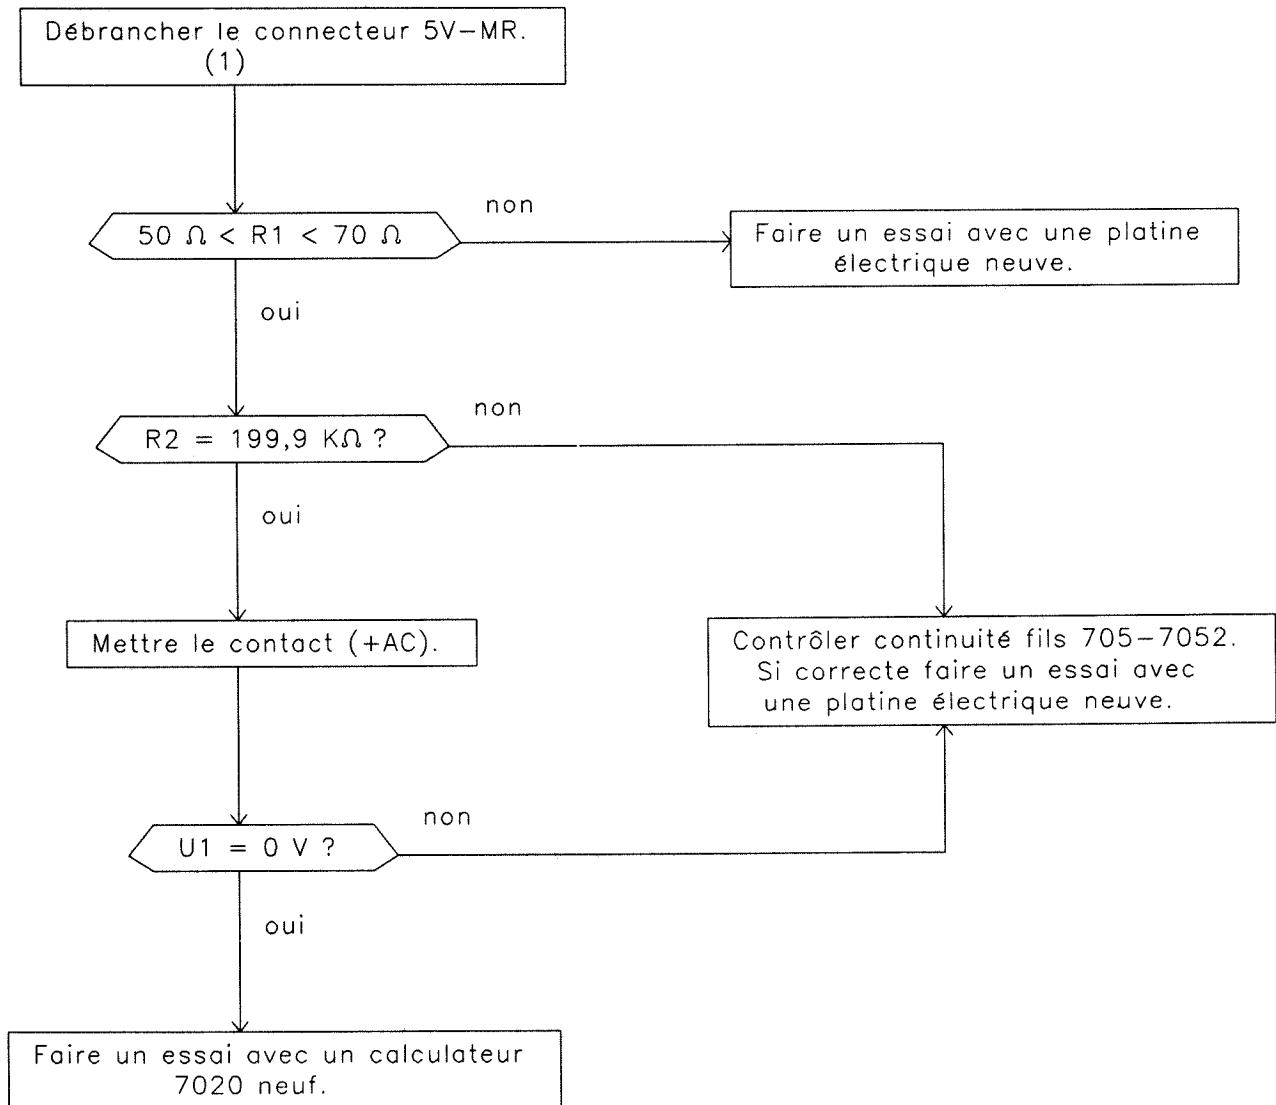 Débrancher le connecteur 5V-MR.
(1)
50 Ω < R1 < 70 Ω
non
Faire un essai avec une platine
électrique neuve.
oui
R2 = 199,9 KΩ ?
non
oui
Mettre le contact (+AC).
Contrôler continuité fils 705-7052.
Si correcte faire un essai avec
une platine électrique neuve.
U1 = 0 V ?
non
oui
Faire un essai avec un calculateur
7020 neuf.